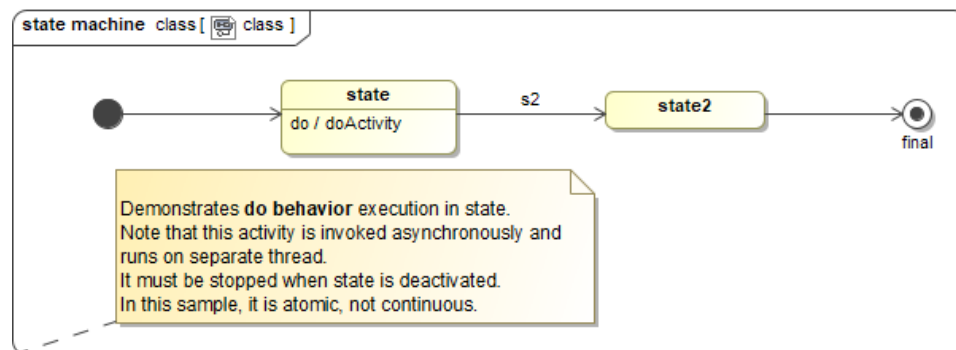 state machine class [ class ]
state
do / doActivity
s2
state2
final
Demonstrates do behavior execution in state.
Note that this activity is invoked asynchronously and
runs on separate thread.
It must be stopped when state is deactivated.
In this sample, it is atomic, not continuous.